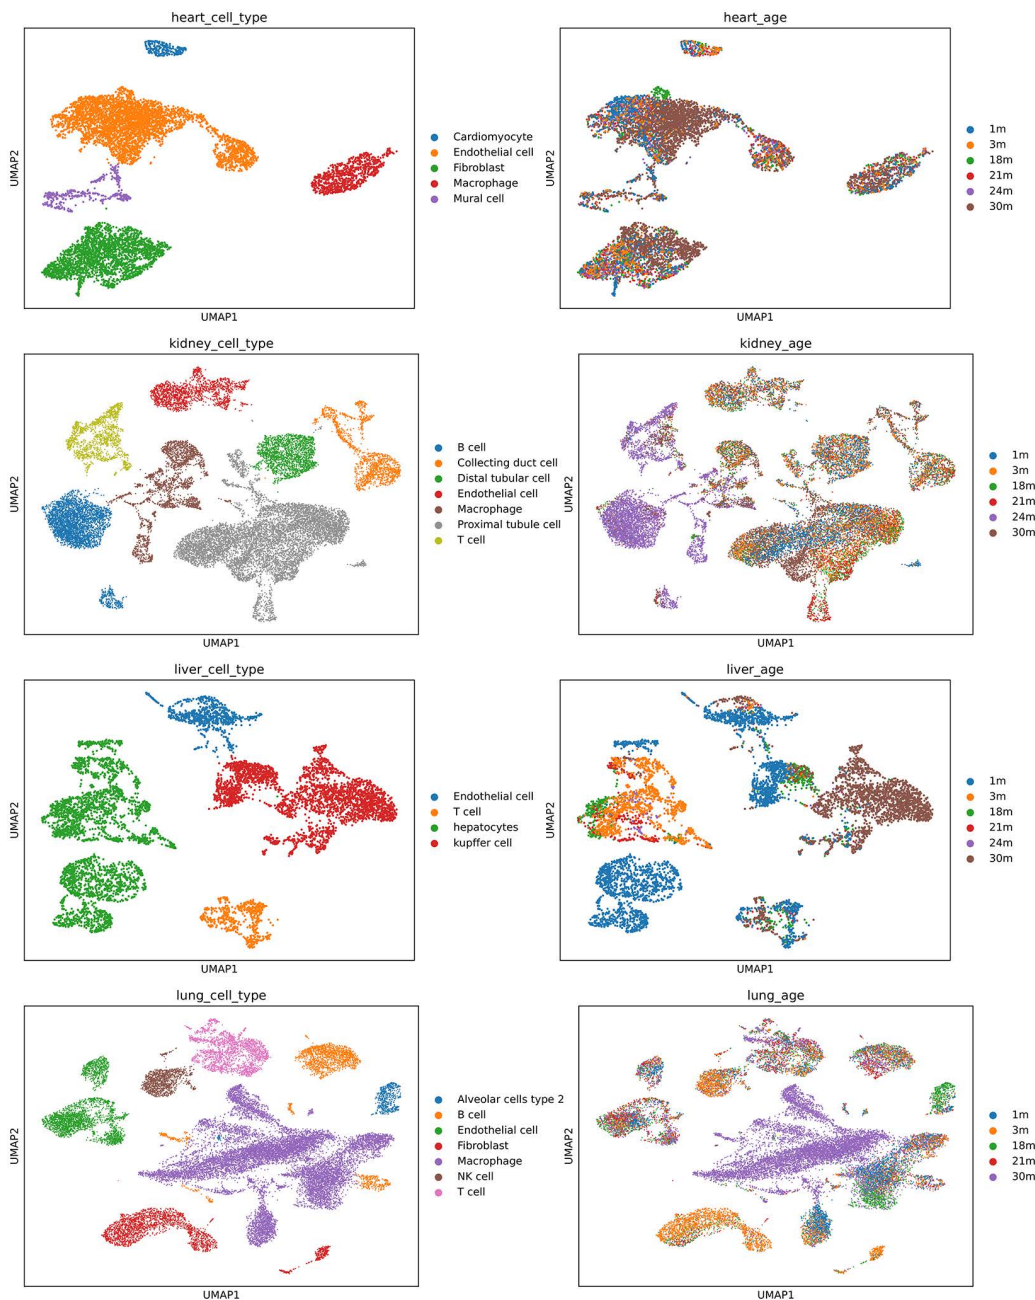 heart_cell_type
UMAP2
UMAP1
Cardiomyocyte
Endothelial cell
Fibroblast
Macrophage
Mural cell
heart_age
UMAP2
UMAP1
1m
3m
18m
21m
24m
30m
kidney_cell_type
UMAP2
UMAP1
B cell
Collecting duct cell
Distal tubular cell
Endothelial cell
Macrophage
Proximal tubule cell
T cell
kidney_age
UMAP2
UMAP1
1m
3m
18m
21m
24m
30m
liver_cell_type
UMAP2
UMAP1
Endothelial cell
T cell
hepatocytes
kupffer cell
liver_age
UMAP2
UMAP1
1m
3m
18m
21m
24m
30m
lung_cell_type
UMAP2
UMAP1
Alveolar cells type 2
B cell
Endothelial cell
Fibroblast
Macrophage
NK cell
T cell
lung_age
UMAP2
UMAP1
1m
3m
18m
21m
30m